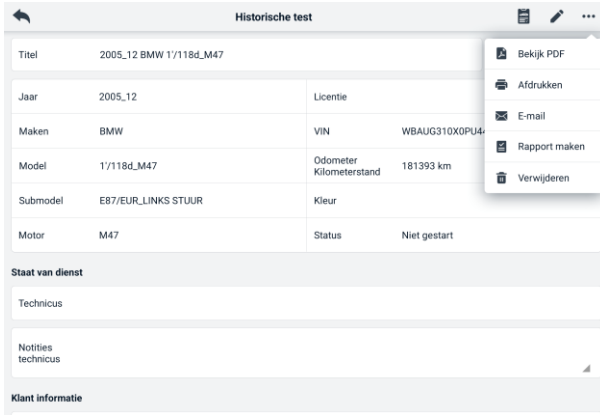 Historische test
Titel 2005_12 BMW 1'/118d_M47
Bekijk PDF
Afdrukken
E-mail
Rapport maken
Verwijderen
Jaar 2005_12 Licentie
Maken BMW VIN
Model 1'/118d_M47 Odometer
Kilometerstand 181393 km
Submodel E87/EUR_LINKS STUUR Kleur
Motor M47 Status Niet gestart
Staat van dienst
Technicus
Notities
technicus
Klant informatie